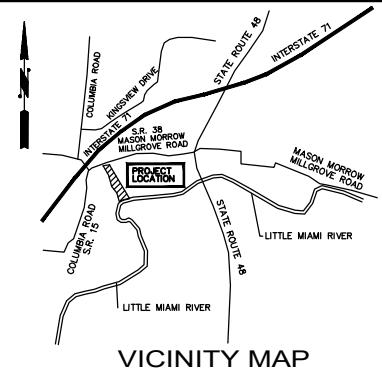 N
COLUMBIA ROAD
KINGSVIEW DRIVE
STATE ROUTE 48
INTERSTATE 71
INTERSTATE 71
S.R. 38
MASON MORROW
MILLGROVE ROAD
PROJECT
LOCATION
MASON MORROW
MILLGROVE ROAD
COLUMBIA ROAD
S.R. 15
STATE ROUTE 48
LITTLE MIAMI RIVER
LITTLE MIAMI RIVER
VICINITY MAP